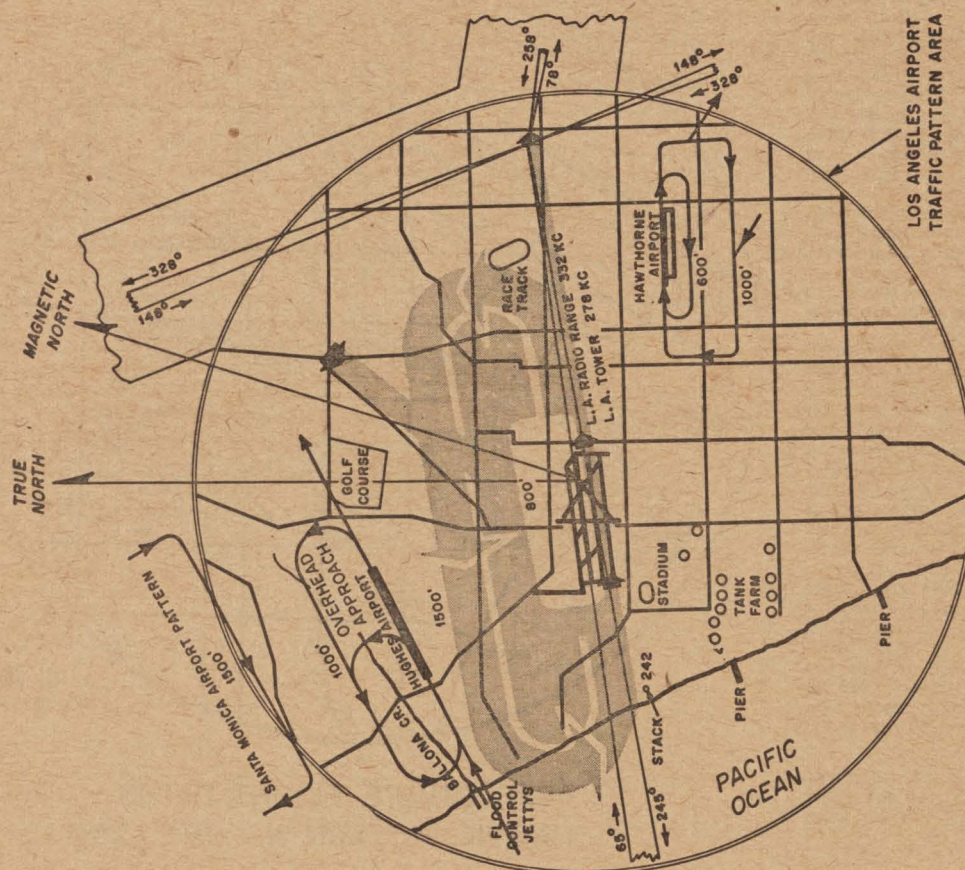 TRUE
NORTH
MAGNETIC
NORTH
148°
328°
258°
78°
148°
328°
LOS ANGELES AIRPORT
TRAFFIC PATTERN AREA
SANTA MONICA AIRPORT PATTERN
1500'
GOLF
COURSE
OVERHEAD
APPROACH
1000'
HUGHES AIRPORT
1500'
BALLONA CR.
FLOOD
CONTROL
JETTYS
RACE
TRACK
800'
L.A. RADIO RANGE 332 KC
L.A. TOWER 278 KC
HAWTHORNE
AIRPORT
600'
1000'
STADIUM
TANK
FARM
STACK
242
65°
245°
PIER
PIER
PACIFIC
OCEAN